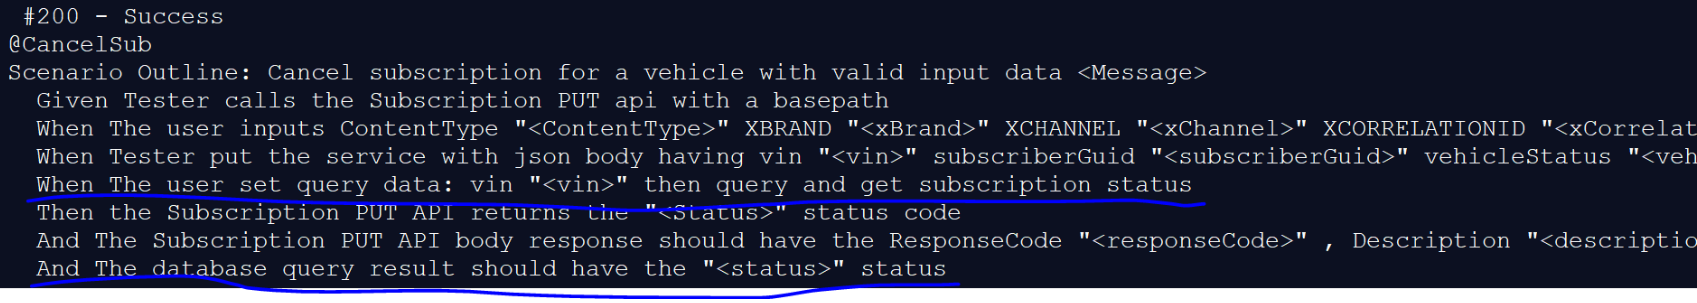 #200 - Success
@CancelSub
Scenario Outline: Cancel subscription for a vehicle with valid input data <Message>
Given Tester calls the Subscription PUT api with a basepath
When The user inputs ContentType "<ContentType>" XBRAND "<xBrand>" XCHANNEL "<xChannel>" XCORRELATIONID "<xCorrelat
When Tester put the service with json body having vin "<vin>" subscriberGuid "<subscriberGuid>" vehicleStatus "<veh
When The user set query data: vin "<vin>" then query and get subscription status
Then the Subscription PUT API returns the "<Status>" status code
And The Subscription PUT API body response should have the ResponseCode "<responseCode>" , Description "<descriptio
And The database query result should have the "<status>" status